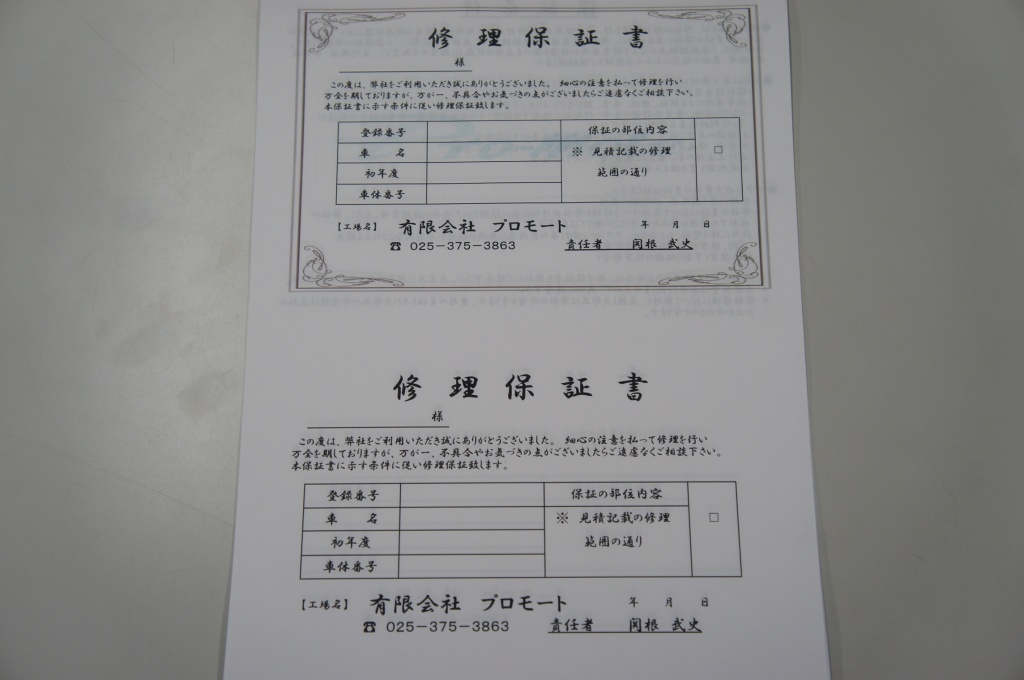 修理保証書
様
この度は、弊社をご利用いただき誠にありがとうございました。 細心の注意を払って修理を行い
万全を期しておりますが、万が一、不具合やお気づきの点がございましたらご遠慮なくご相談下さい。
本保証書に示す条件に従い修理保証致します。
登録番号 保証の部位内容
車 名 ※ 見積記載の修理 □
初年度 範囲の通り
車体番号
【工場名】 有限会社 プロモート 年 月 日
☎ 025-375-3863 責任者 関根 武史
修理保証書
様
この度は、弊社をご利用いただき誠にありがとうございました。 細心の注意を払って修理を行い
万全を期しておりますが、万が一、不具合やお気づきの点がございましたらご遠慮なくご相談下さい。
本保証書に示す条件に従い修理保証致します。
登録番号 保証の部位内容
車 名 ※ 見積記載の修理 □
初年度 範囲の通り
車体番号
【工場名】 有限会社 プロモート 年 月 日
☎ 025-375-3863 責任者 関根 武史